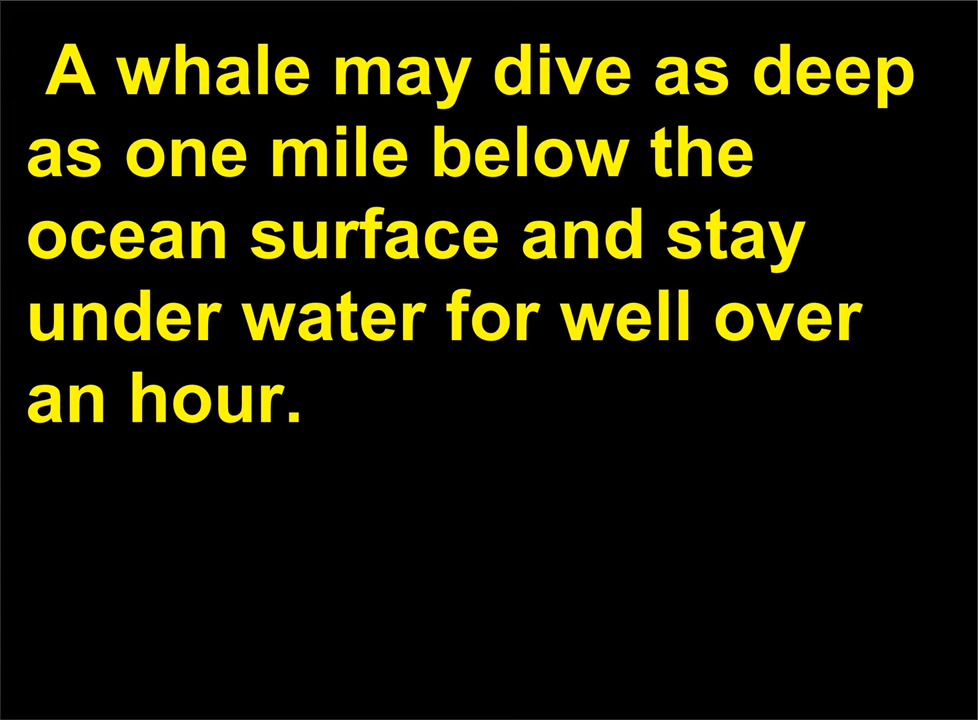 A whale may dive as deep
as one mile below the
ocean surface and stay
under water for well over
an hour.